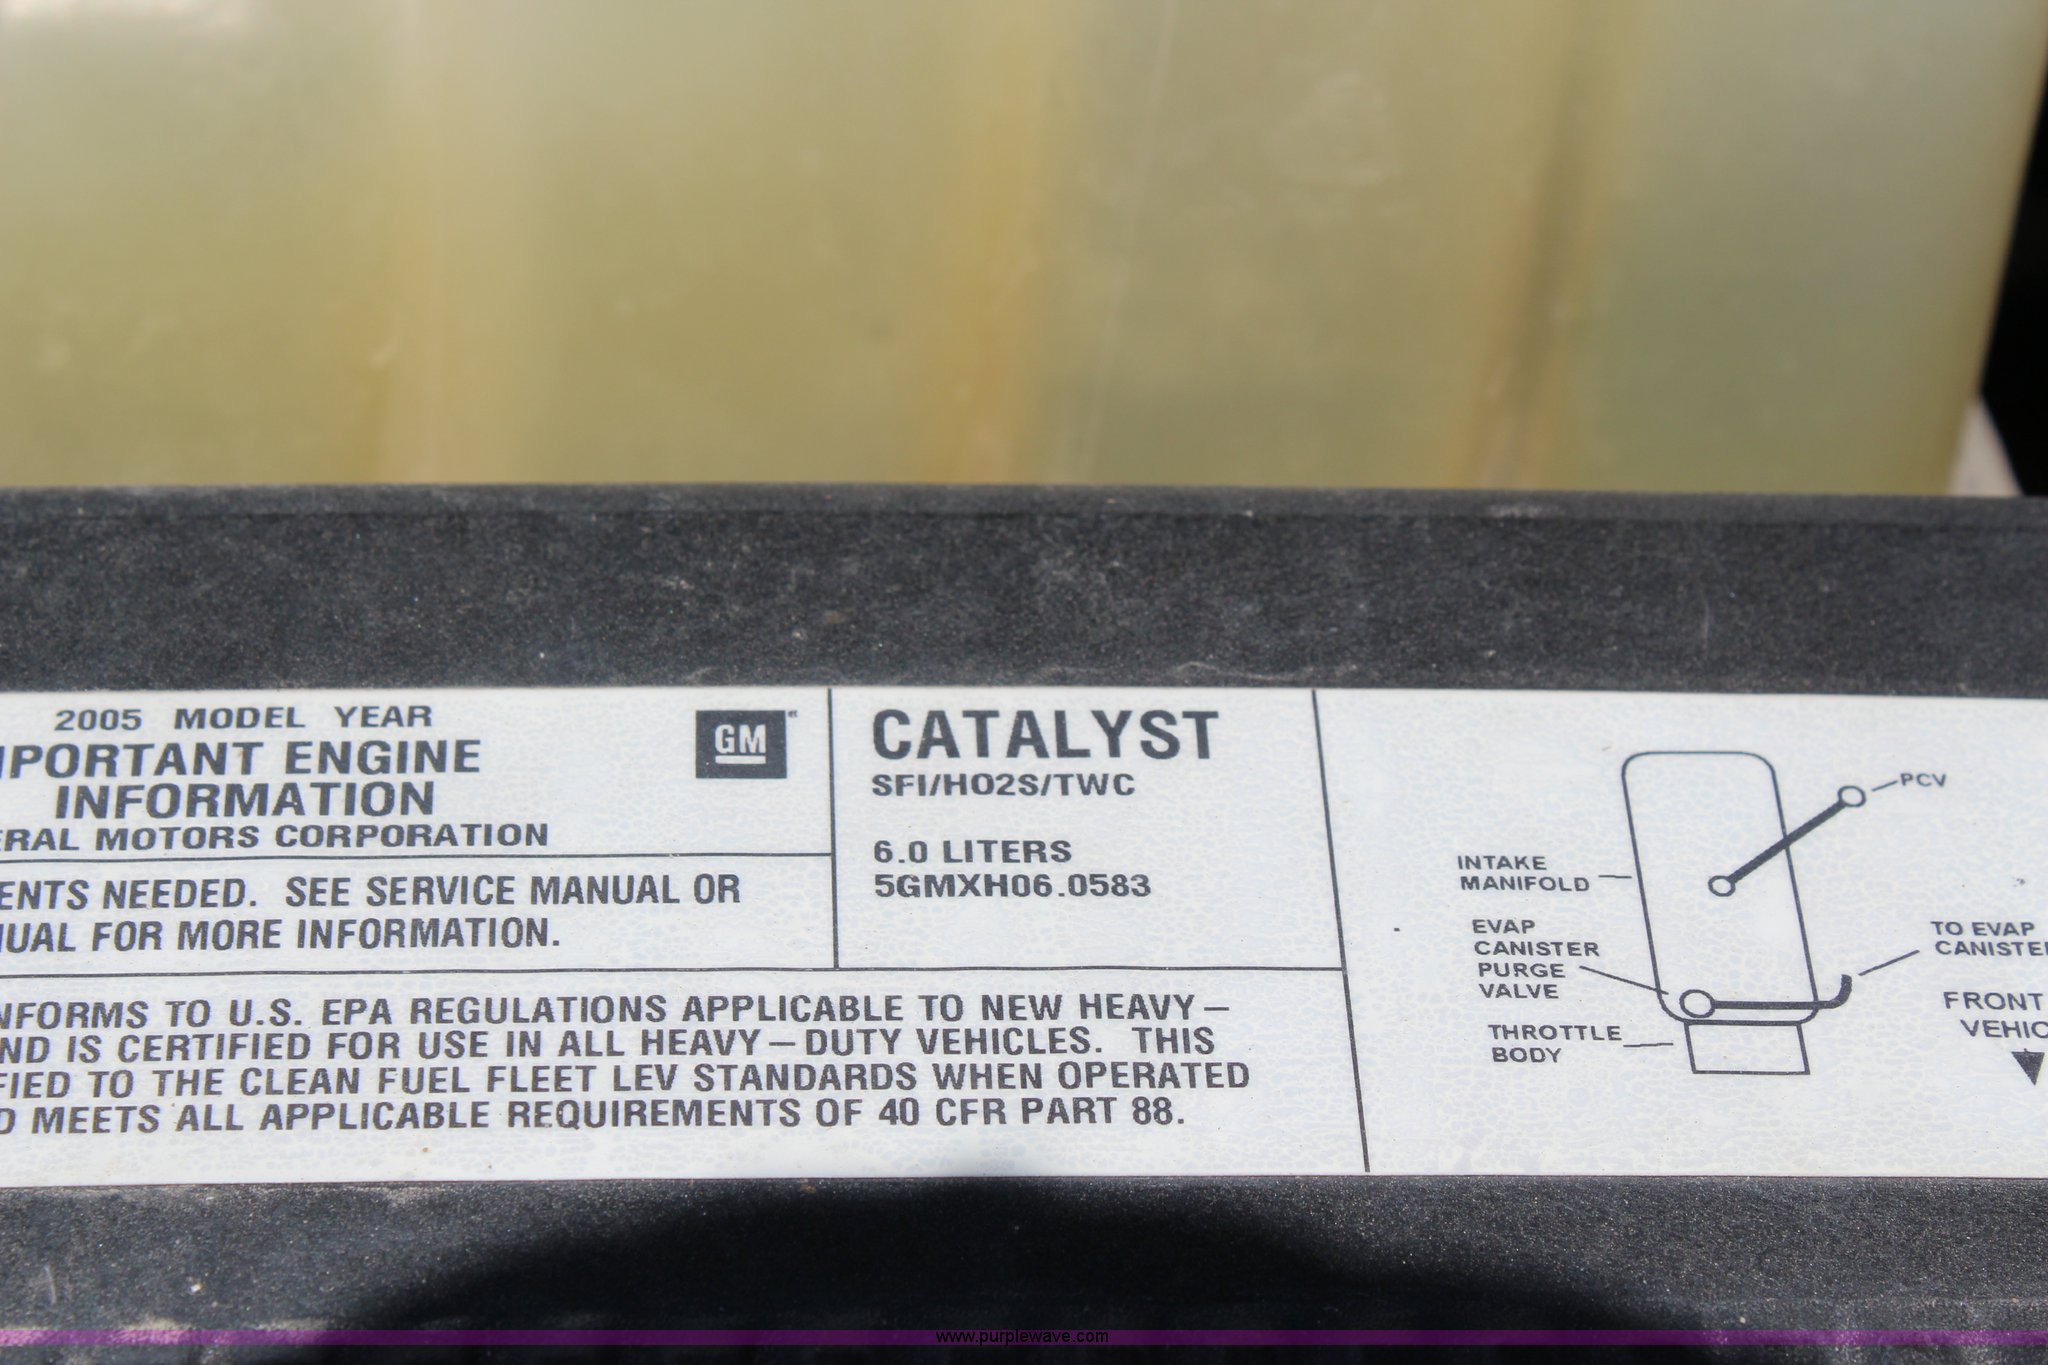 2005 MODEL YEAR
MPORTANT ENGINE
INFORMATION
ERAL MOTORS CORPORATION
GM
ENTS NEEDED. SEE SERVICE MANUAL OR
NUAL FOR MORE INFORMATION.
CATALYST
SFI/HO2S/TWC
6.0 LITERS
5GMXH06.0583
NFORMS TO U.S. EPA REGULATIONS APPLICABLE TO NEW HEAVY–
ND IS CERTIFIED FOR USE IN ALL HEAVY–DUTY VEHICLES. THIS
FIED TO THE CLEAN FUEL FLEET LEV STANDARDS WHEN OPERATED
D MEETS ALL APPLICABLE REQUIREMENTS OF 40 CFR PART 88.
PCV
INTAKE
MANIFOLD
EVAP
CANISTER
PURGE
VALVE
THROTTLE
BODY
TO EVAP
CANISTER
FRONT
VEHIC
www.purplewave.com